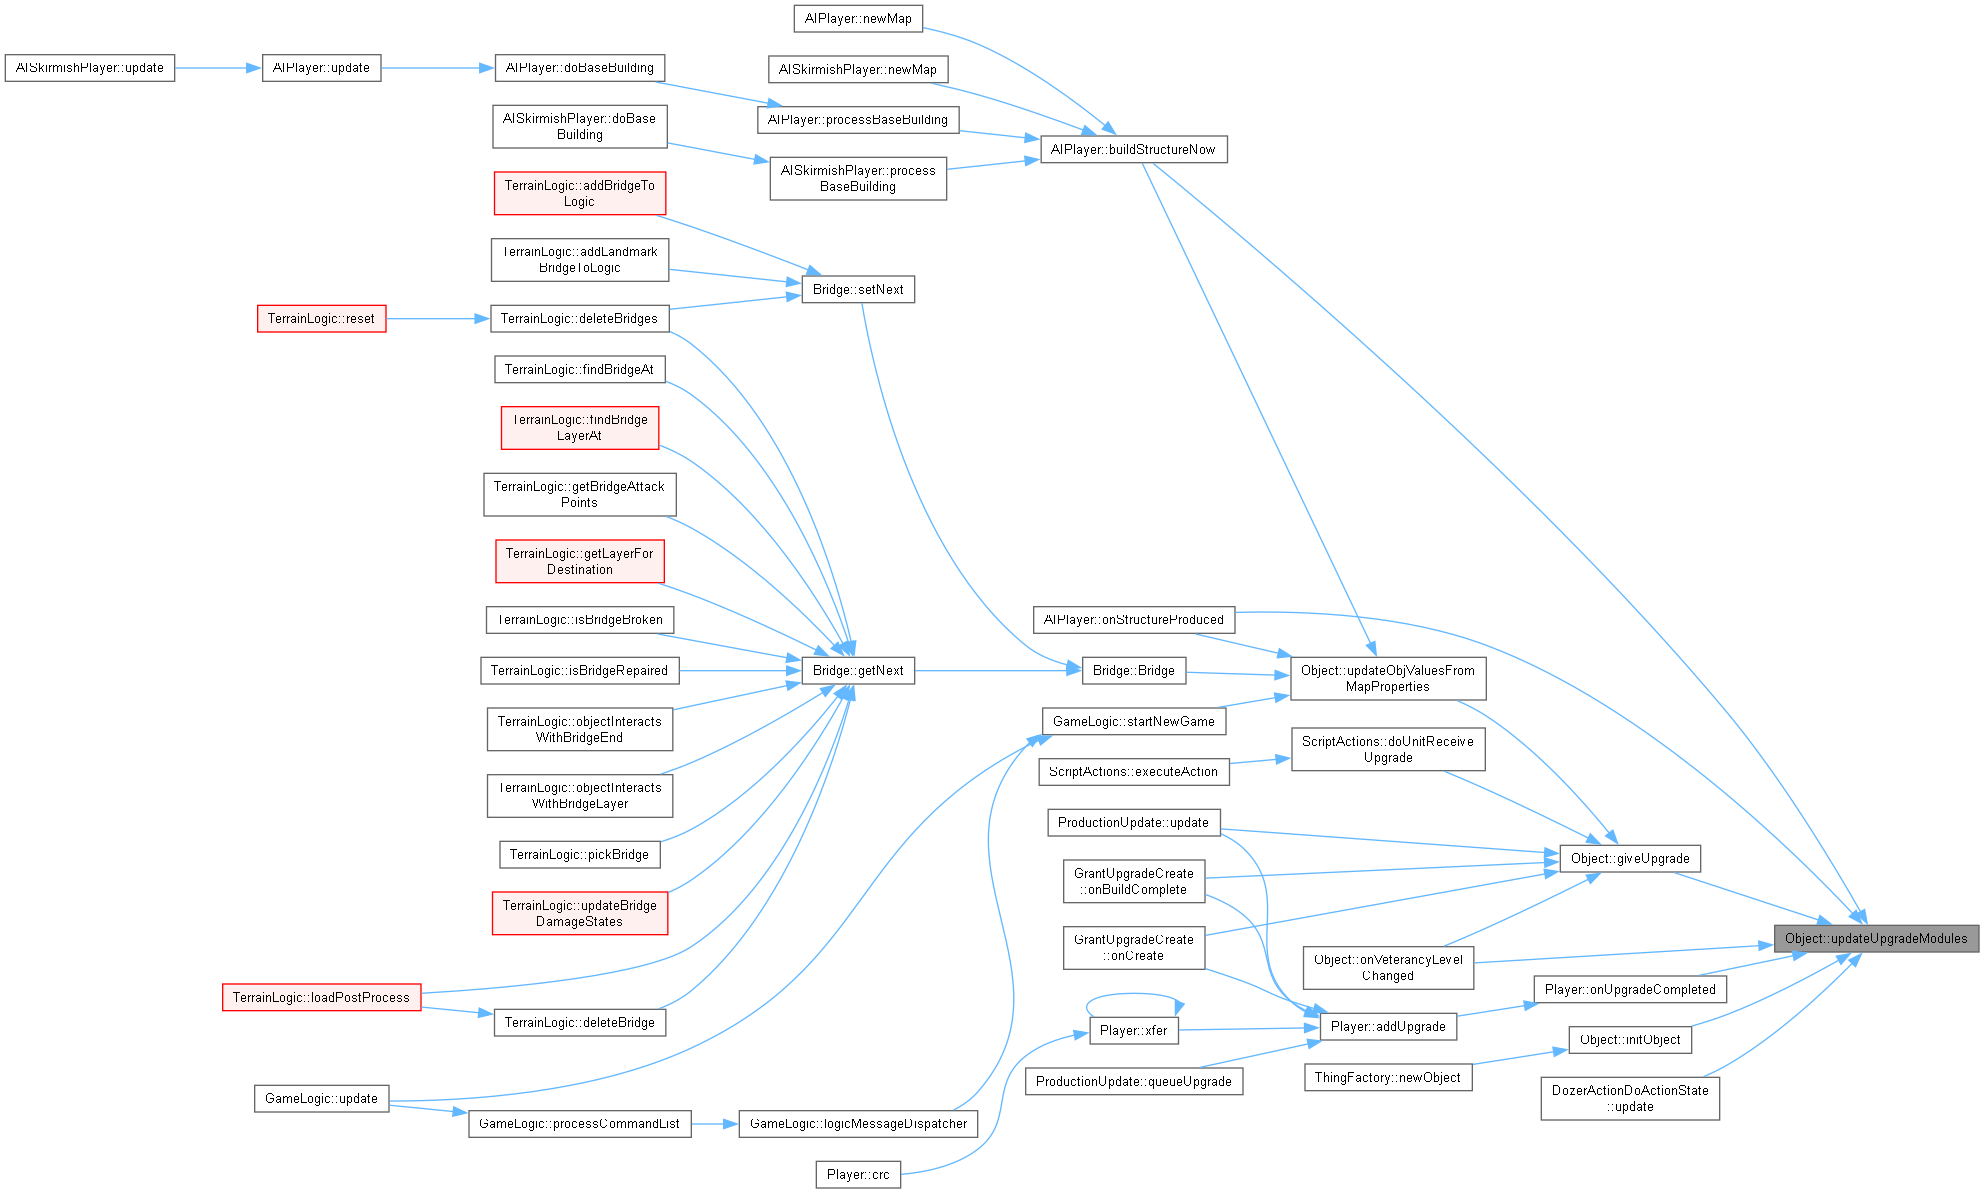 AIPlayer::newMap
AISkirmishPlayer::update
AIPlayer::update
AIPlayer::doBaseBuilding
AISkirmishPlayer::newMap
AISkirmishPlayer::doBase
Building
AIPlayer::processBaseBuilding
AIPlayer::buildStructureNow
AISkirmishPlayer::process
BaseBuilding
TerrainLogic::addBridgeTo
Logic
TerrainLogic::addLandmark
BridgeToLogic
Bridge::setNext
TerrainLogic::reset
TerrainLogic::deleteBridges
TerrainLogic::findBridgeAt
TerrainLogic::findBridge
LayerAt
TerrainLogic::getBridgeAttack
Points
TerrainLogic::getLayerFor
Destination
TerrainLogic::isBridgeBroken
AIPlayer::onStructureProduced
TerrainLogic::isBridgeRepaired
Bridge::getNext
Bridge::Bridge
Object::updateObjValuesFrom
MapProperties
TerrainLogic::objectInteracts
WithBridgeEnd
GameLogic::startNewGame
ScriptActions::doUnitReceive
Upgrade
ScriptActions::executeAction
TerrainLogic::objectInteracts
WithBridgeLayer
ProductionUpdate::update
TerrainLogic::pickBridge
Object::giveUpgrade
GrantUpgradeCreate
::onBuildComplete
TerrainLogic::updateBridge
DamageStates
GrantUpgradeCreate
::onCreate
Object::updateUpgradeModules
Object::onVeterancyLevel
Changed
Player::onUpgradeCompleted
TerrainLogic::loadPostProcess
TerrainLogic::deleteBridge
Player::xfer
Player::addUpgrade
Object::initObject
ThingFactory::newObject
ProductionUpdate::queueUpgrade
DozerActionDoActionState
::update
GameLogic::update
GameLogic::processCommandList
GameLogic::logicMessageDispatcher
Player::crc